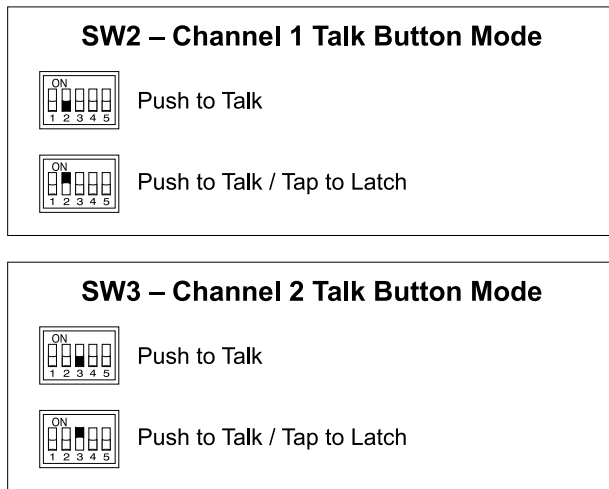 SW2 – Channel 1 Talk Button Mode
ON
1 2 3 4 5
Push to Talk
ON
1 2 3 4 5
Push to Talk / Tap to Latch
SW3 – Channel 2 Talk Button Mode
ON
1 2 3 4 5
Push to Talk
ON
1 2 3 4 5
Push to Talk / Tap to Latch